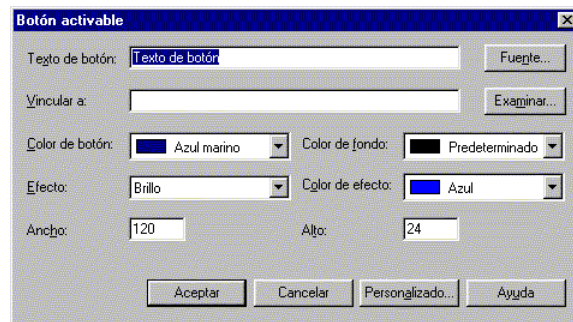 Botón activable
Texto de botón: Texto de botón Fuente...
Vincular a: Examinar...
Color de botón: Azul marino Color de fondo: Predeterminado
Efecto: Brillo Color de efecto: Azul
Ancho: 120 Alto: 24
Aceptar Cancelar Personalizado... Ayuda